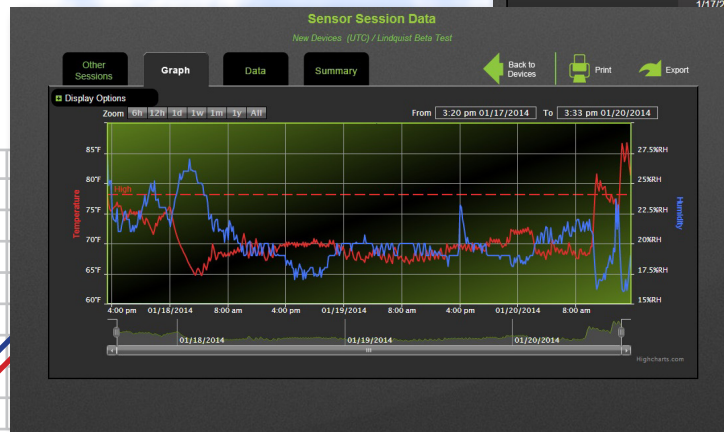 1/17/2
Sensor Session Data
New Devices (UTC) / Lindquist Beta Test
Other
Sessions
Graph
Data
Summary
Back to
Devices
Print
Export
Display Options
Zoom 6h 12h 1d 1w 1m 1y All
From 3:20 pm 01/17/2014 To 3:33 pm 01/20/2014
85°F
80°F
75°F
70°F
65°F
60°F
Temperature
High
27.5%RH
25%RH
22.5%RH
20%RH
17.5%RH
15%RH
Humidity
4:00 pm 01/18/2014 8:00 am 4:00 pm 01/19/2014 8:00 am 4:00 pm 01/20/2014 8:00 am
01/18/2014 01/19/2014 01/20/2014
Highcharts.com